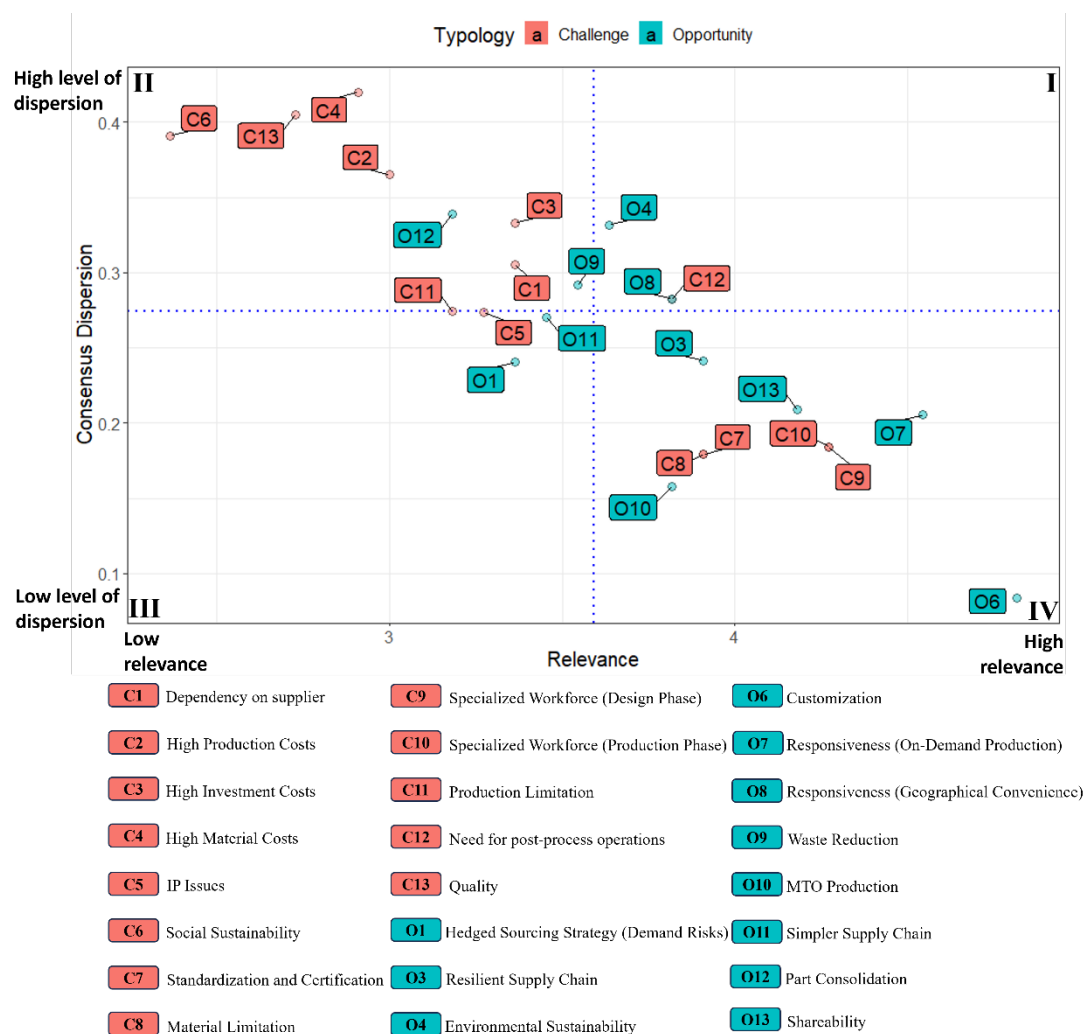 Typology a Challenge a Opportunity
High level of
dispersion
II
I
0.4
0.3
0.2
0.1
Consensus Dispersion
C6
C13
C4
C2
O12
C3
O4
O9
C1
O8
C12
C11
C5
O11
O3
O1
O13
C10
O7
C7
C8
C9
O10
O6
Low level of
dispersion
III
IV
Low
relevance
3
4
Relevance
High
relevance
C1 Dependency on supplier
C2 High Production Costs
C3 High Investment Costs
C4 High Material Costs
C5 IP Issues
C6 Social Sustainability
C7 Standardization and Certification
C8 Material Limitation
C9 Specialized Workforce (Design Phase)
C10 Specialized Workforce (Production Phase)
C11 Production Limitation
C12 Need for post-process operations
C13 Quality
O1 Hedged Sourcing Strategy (Demand Risks)
O3 Resilient Supply Chain
O4 Environmental Sustainability
O6 Customization
O7 Responsiveness (On-Demand Production)
O8 Responsiveness (Geographical Convenience)
O9 Waste Reduction
O10 MTO Production
O11 Simpler Supply Chain
O12 Part Consolidation
O13 Shareability